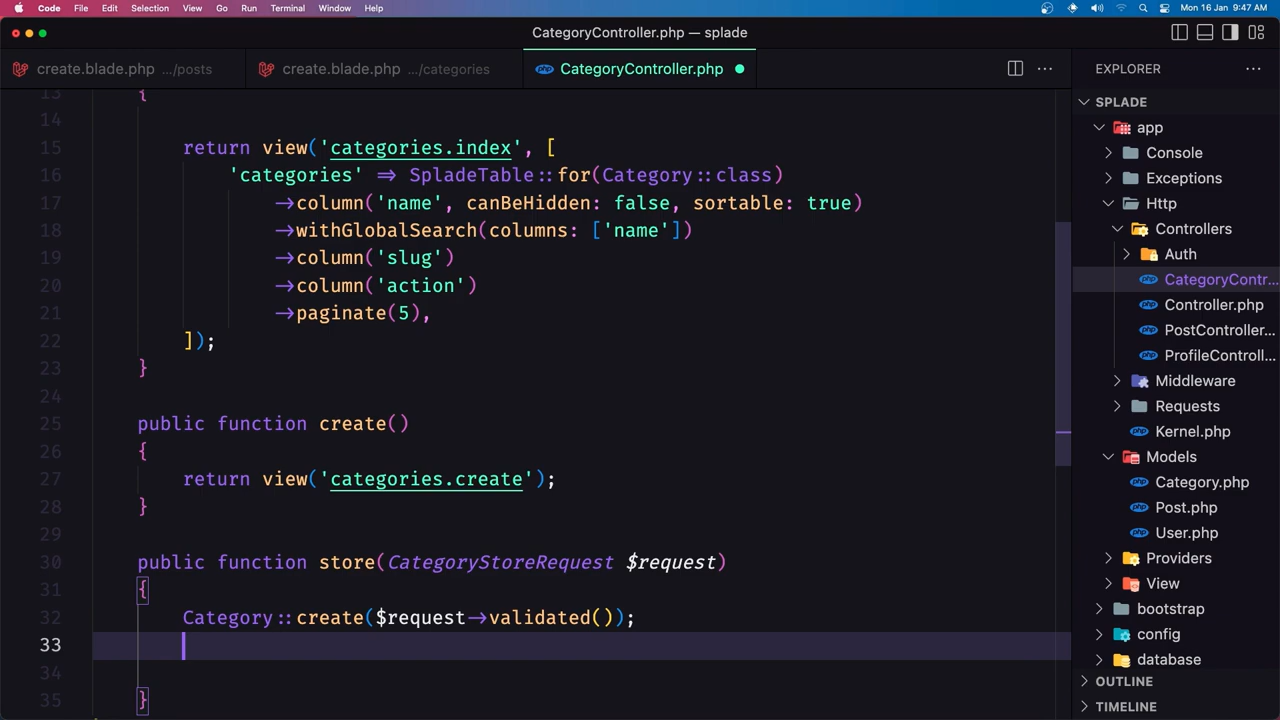 Code File Edit Selection View Go Run Terminal Window Help Mon 16 Jan 9:47 AM
CategoryController.php — splade
create.blade.php .../posts create.blade.php .../categories CategoryController.php
13 {
14
15 return view('categories.index', [
16 'categories' => SpladeTable::for(Category::class)
17 ->column('name', canBeHidden: false, sortable: true)
18 ->withGlobalSearch(columns: ['name'])
19 ->column('slug')
20 ->column('action')
21 ->paginate(5),
22 ]);
23 }
24
25 public function create()
26 {
27 return view('categories.create');
28 }
29
30 public function store(CategoryStoreRequest $request)
31 {
32 Category::create($request->validated());
33
34
35 }
EXPLORER
SPLADE
app
Console
Exceptions
Http
Controllers
Auth
CategoryContr...
Controller.php
PostController...
ProfileControll...
Middleware
Requests
Kernel.php
Models
Category.php
Post.php
User.php
Providers
View
bootstrap
config
database
OUTLINE
TIMELINE